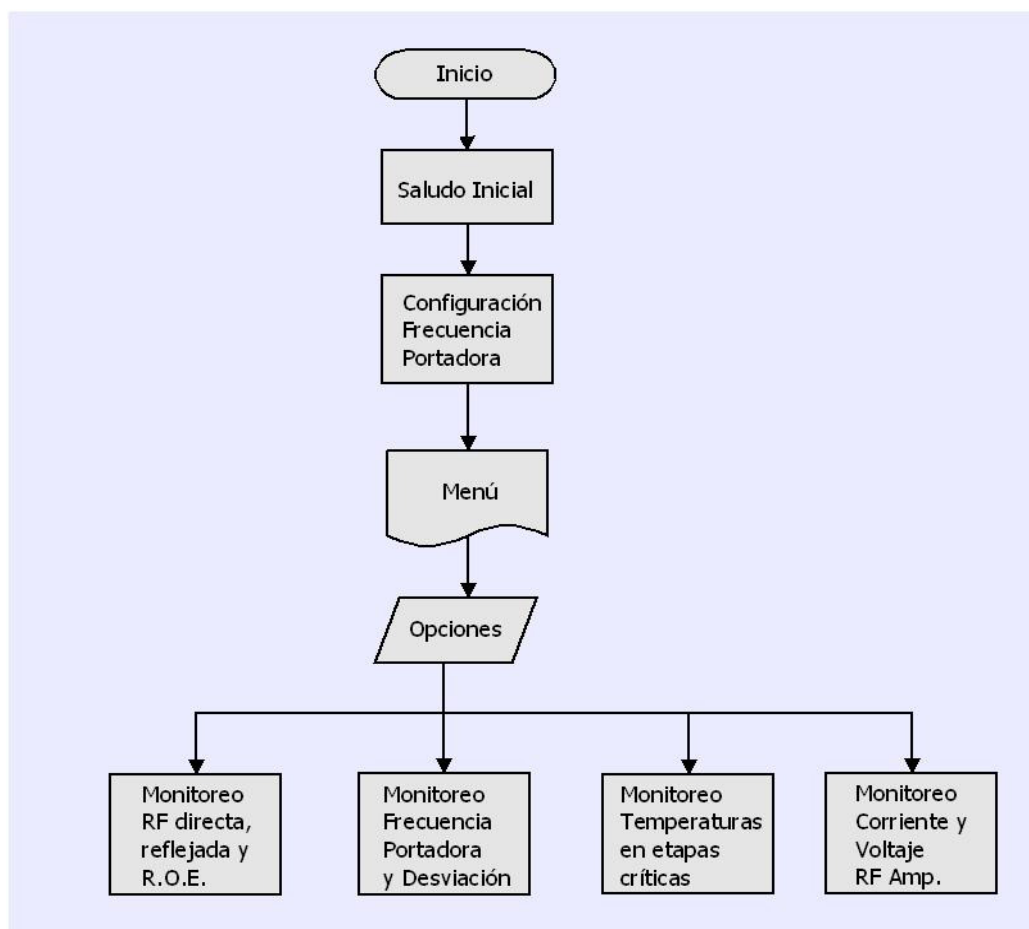 Inicio
Saludo Inicial
Configuración
Frecuencia
Portadora
Menú
Opciones
Monitoreo
RF directa,
reflejada y
R.O.E.
Monitoreo
Frecuencia
Portadora
y Desviación
Monitoreo
Temperaturas
en etapas
críticas
Monitoreo
Corriente y
Voltaje
RF Amp.